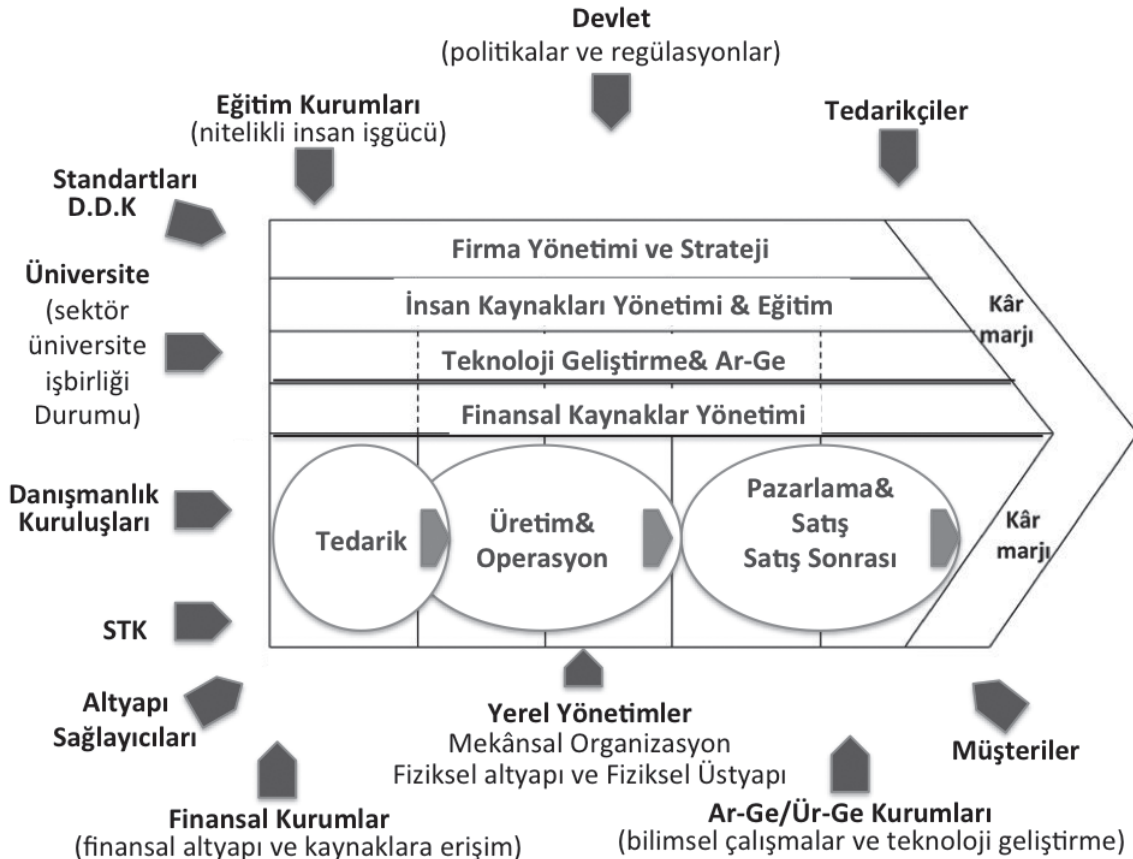 Devlet
(politikalar ve regülasyonlar)
Eğitim Kurumları
(nitelikli insan işgücü)
Tedarikçiler
Standartları
D.D.K
Üniversite
(sektör
üniversite
işbirliği
Durumu)
Danışmanlık
Kuruluşları
STK
Altyapı
Sağlayıcıları
Firma Yönetimi ve Strateji
İnsan Kaynakları Yönetimi & Eğitim
Teknoloji Geliştirme& Ar-Ge
Finansal Kaynaklar Yönetimi
Kâr
marjı
Tedarik
Üretim&
Operasyon
Pazarlama&
Satış
Satış Sonrası
Kâr
marjı
Yerel Yönetimler
Mekânsal Organizasyon
Fiziksel altyapı ve Fiziksel Üstyapı
Müşteriler
Finansal Kurumlar
(finansal altyapı ve kaynaklara erişim)
Ar-Ge/Ür-Ge Kurumları
(bilimsel çalışmalar ve teknoloji geliştirme)